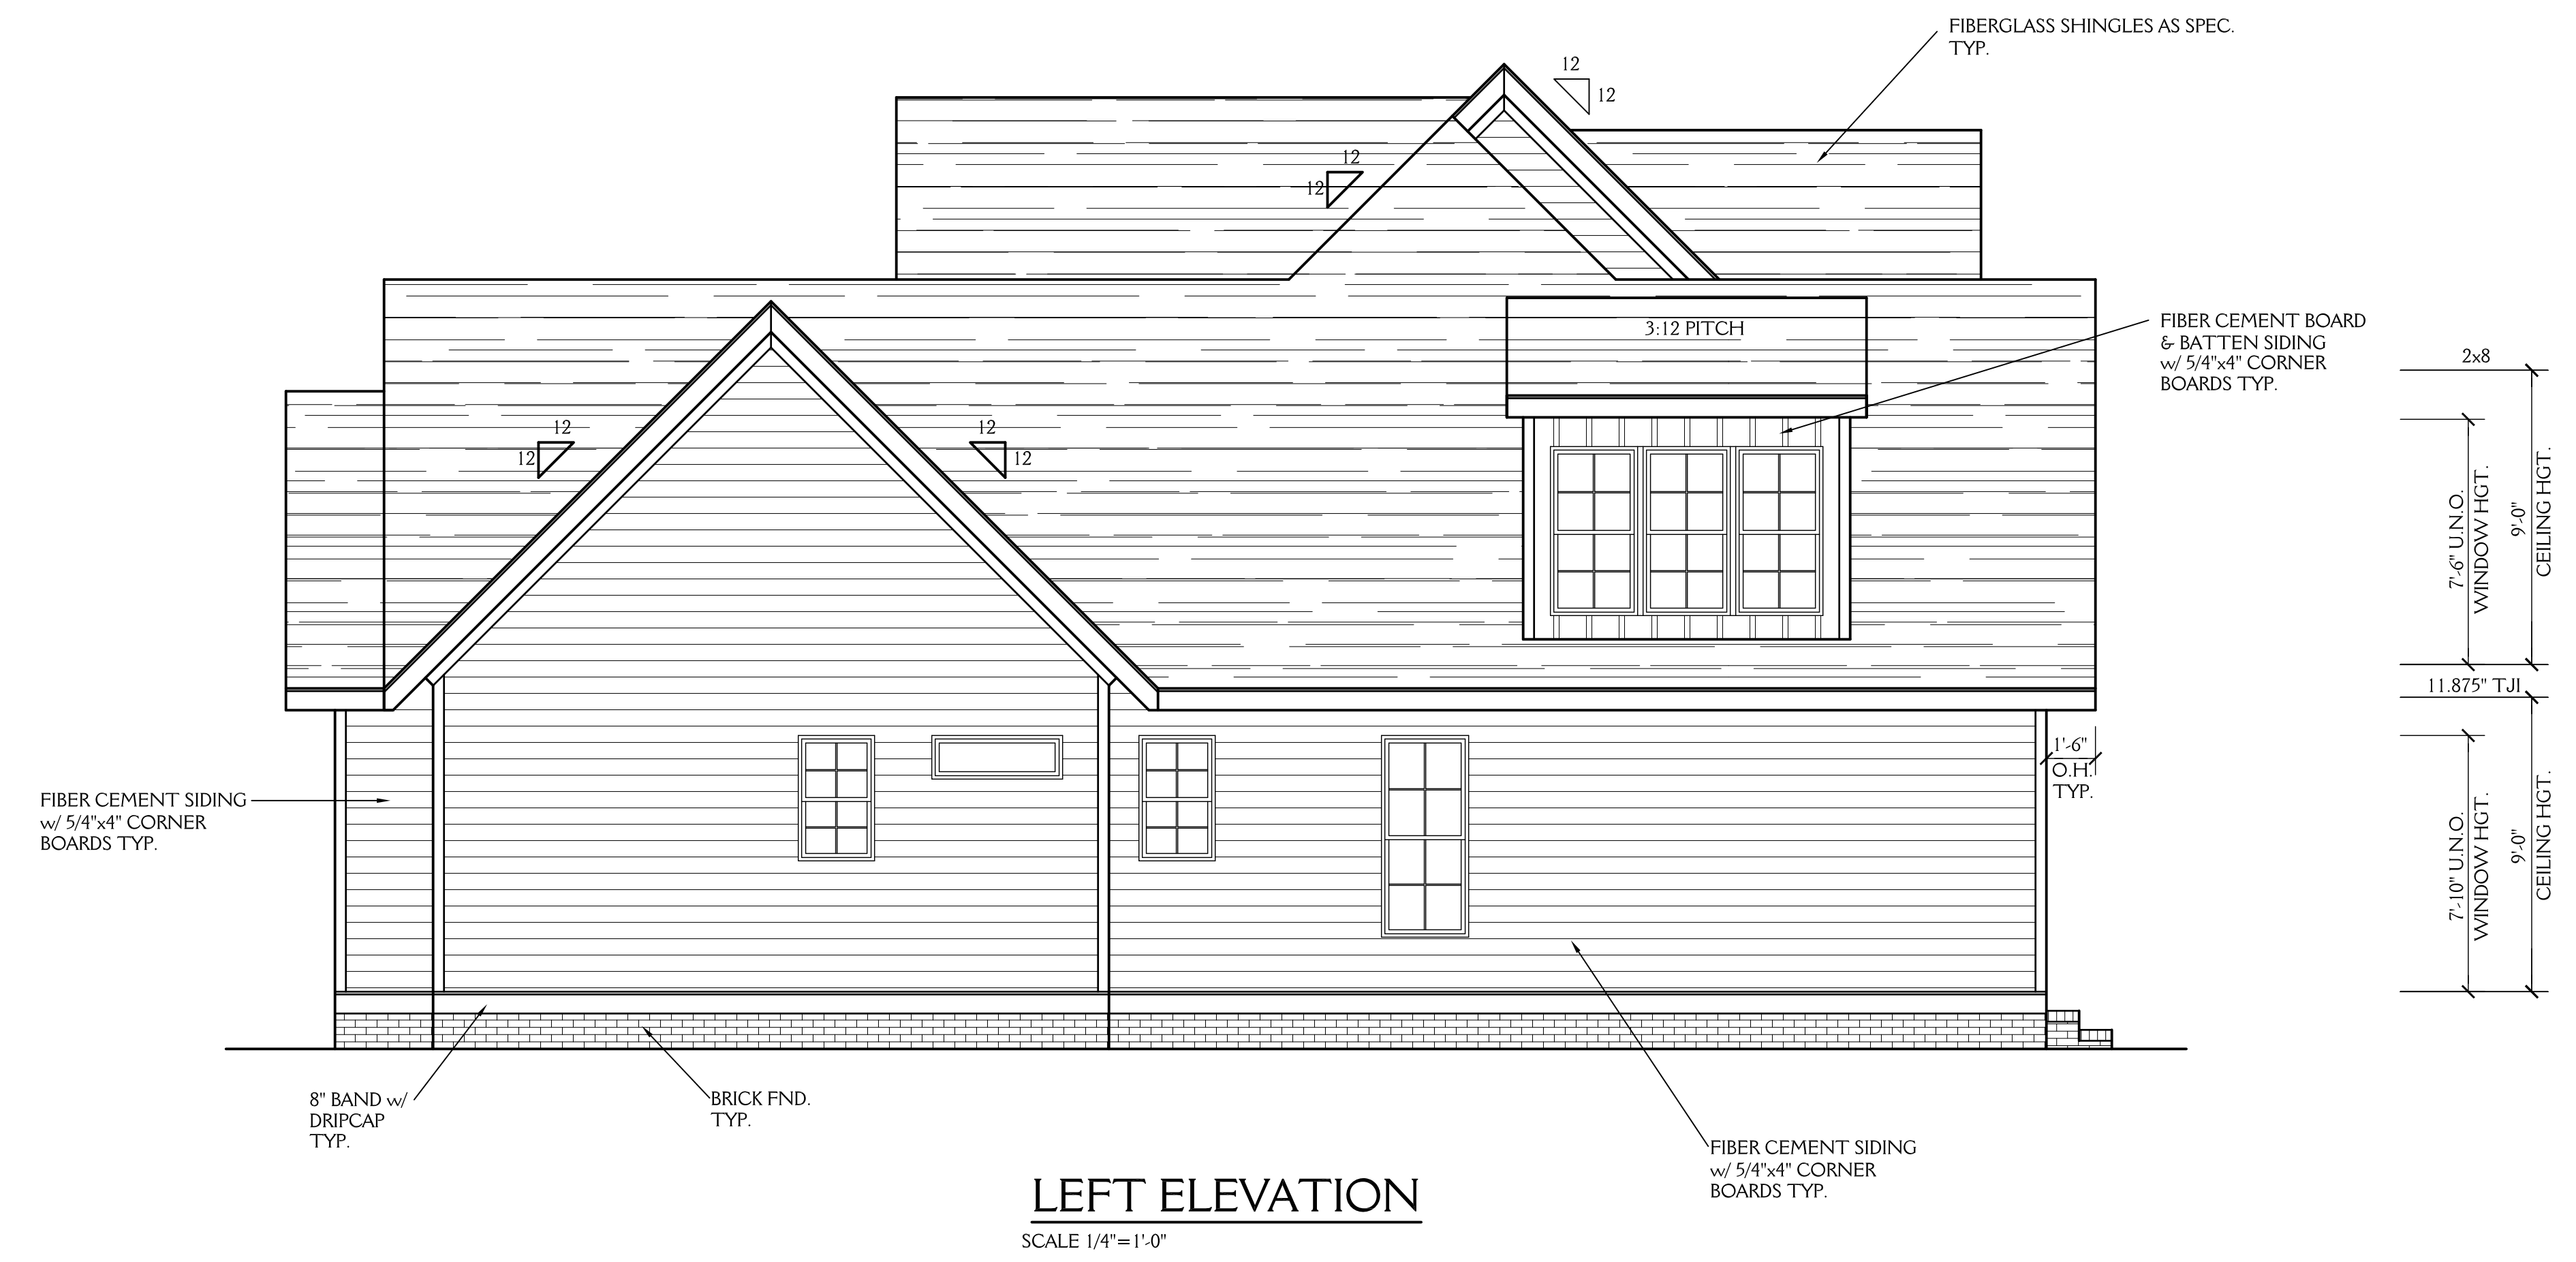 FIBERGLASS SHINGLES AS SPEC.
TYP.
12
12
12
12
3:12 PITCH
FIBER CEMENT BOARD
& BATTEN SIDING
w/ 5/4"x4" CORNER
BOARDS TYP.
2x8
12
12
12
12
7'-6" U.N.O.
WINDOW HGT.
9'-0"
CEILING HGT.
11.875" TJI
1'-6"
O.H.
TYP.
FIBER CEMENT SIDING
w/ 5/4"x4" CORNER
BOARDS TYP.
7'-10" U.N.O.
WINDOW HGT.
9'-0"
CEILING HGT.
8" BAND w/
DRIPCAP
TYP.
BRICK FND.
TYP.
FIBER CEMENT SIDING
w/ 5/4"x4" CORNER
BOARDS TYP.
LEFT ELEVATION
SCALE 1/4"=1'-0"